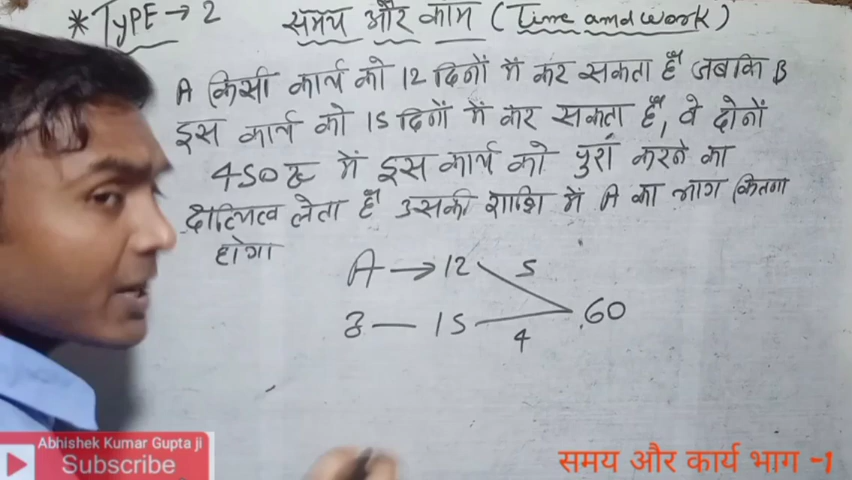 * TYPE → 2 समय और काम (Time and work)
A किसी कार्य को 12 दिनों में कर सकता है जबकि B
इस कार्य को 15 दिनों में कर सकता है, वे दोनों
450 रु में इस कार्य को पुरा करने का
दायित्व लेता है उसकी राशि में A का भाग कितना
होगा
A → 12 5
B — 15 4 60
Abhishek Kumar Gupta ji
Subscribe
समय और कार्य भाग -1